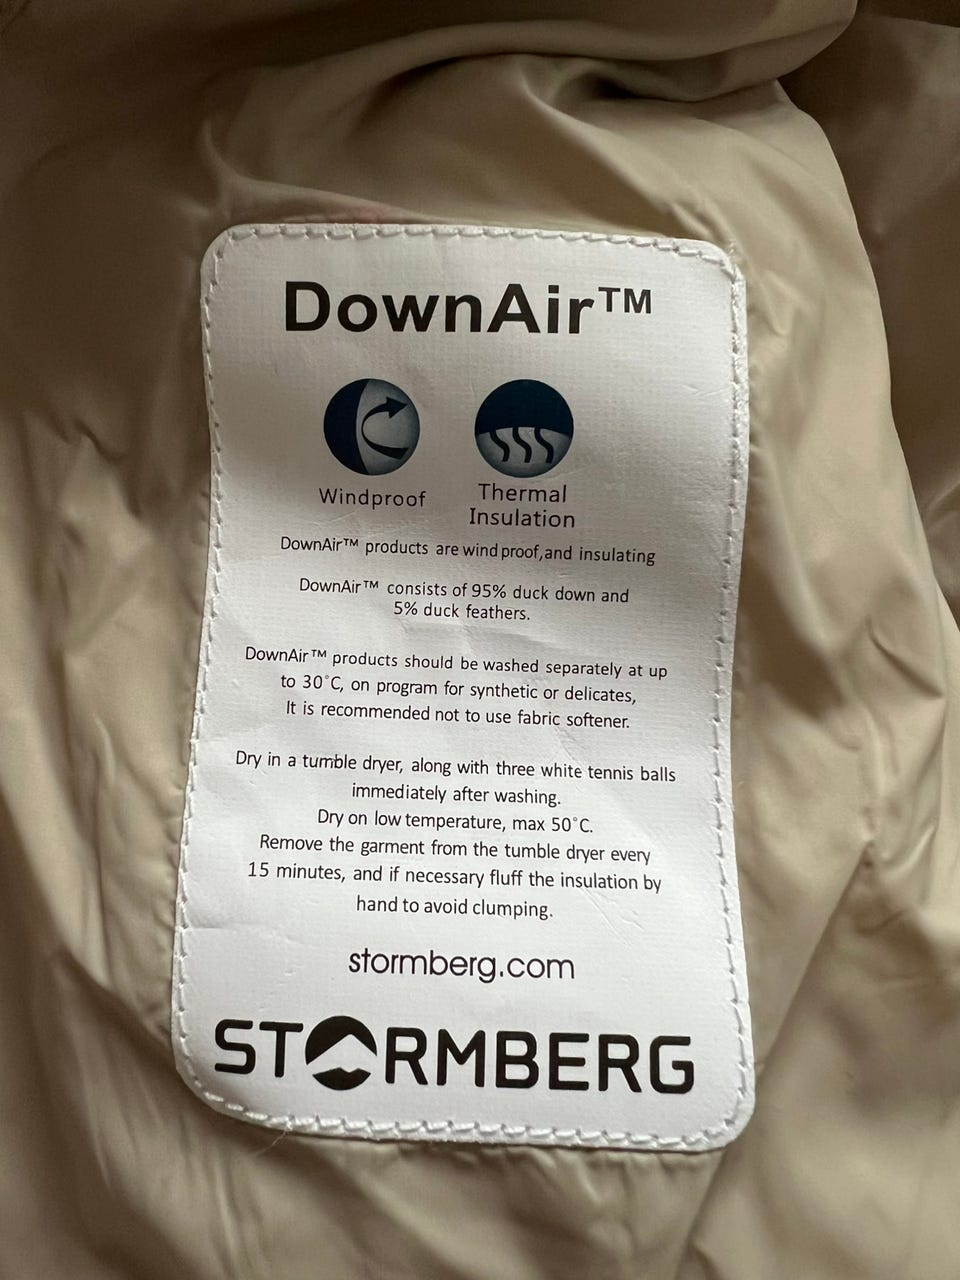 DownAir™
Windproof
Thermal
Insulation
DownAir™ products are wind proof,and insulating
DownAir™ consists of 95% duck down and
5% duck feathers.
DownAir™ products should be washed separately at up
to 30°C, on program for synthetic or delicates,
It is recommended not to use fabric softener.
Dry in a tumble dryer, along with three white tennis balls
immediately after washing.
Dry on low temperature, max 50°C.
Remove the garment from the tumble dryer every
15 minutes, and if necessary fluff the insulation by
hand to avoid clumping.
stormberg.com
STORMBERG